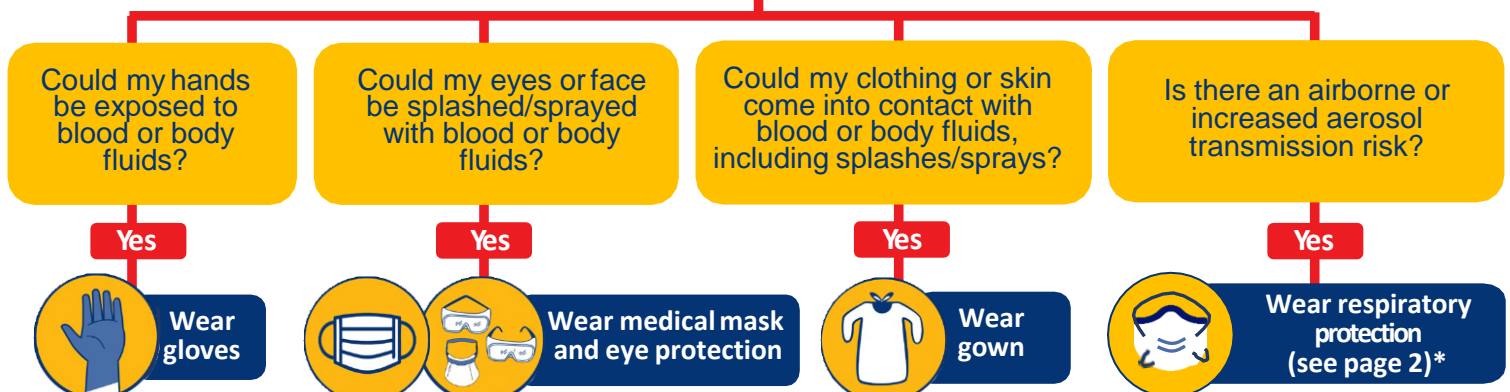 Could my hands
be exposed to
blood or body
fluids?
Yes
Wear
gloves
Could my eyes or face
be splashed/sprayed
with blood or body
fluids?
Yes
Wear medical mask
and eye protection
Could my clothing or skin
come into contact with
blood or body fluids,
including splashes/sprays?
Yes
Wear
gown
Is there an airborne or
increased aerosol
transmission risk?
Yes
Wear respiratory
protection
(see page 2)*